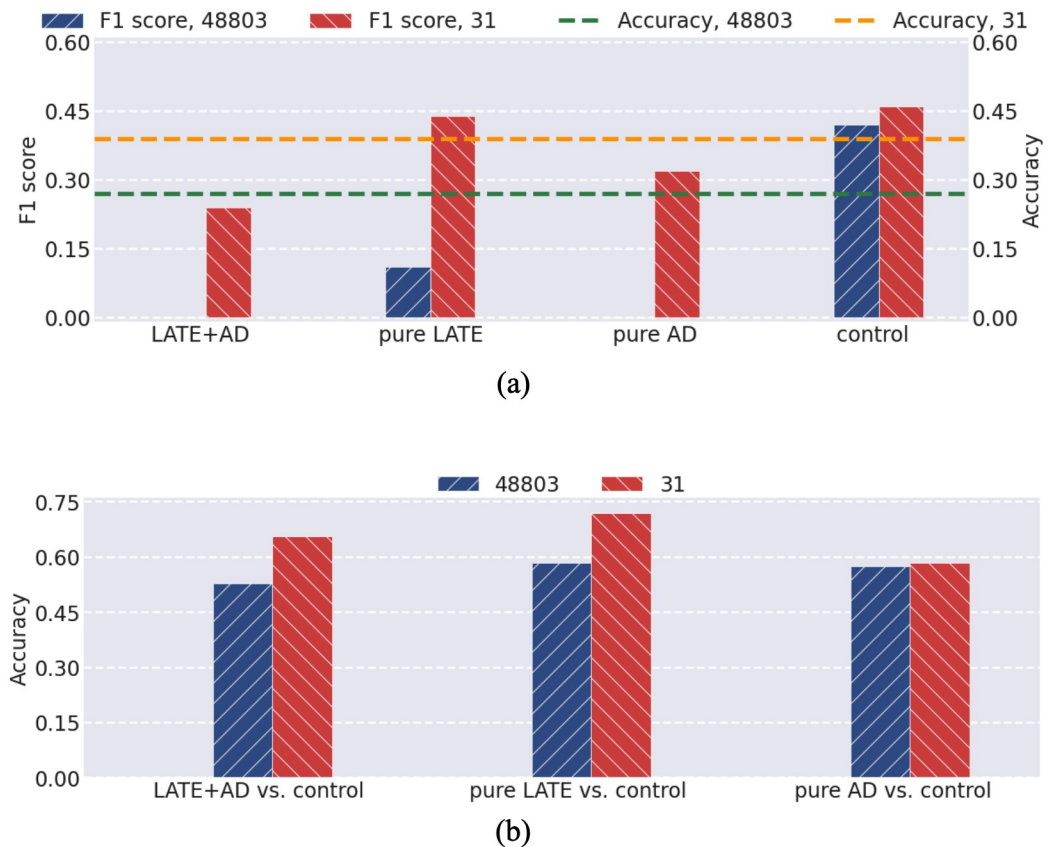 F1 score, 48803 F1 score, 31 Accuracy, 48803 Accuracy, 31
0.60 0.60
0.45 0.45
0.30 0.30
0.15 0.15
0.00 0.00
F1 score
Accuracy
LATE+AD pure LATE pure AD control
(a)
48803 31
0.75
0.60
0.45
0.30
0.15
0.00
Accuracy
LATE+AD vs. control pure LATE vs. control pure AD vs. control
(b)